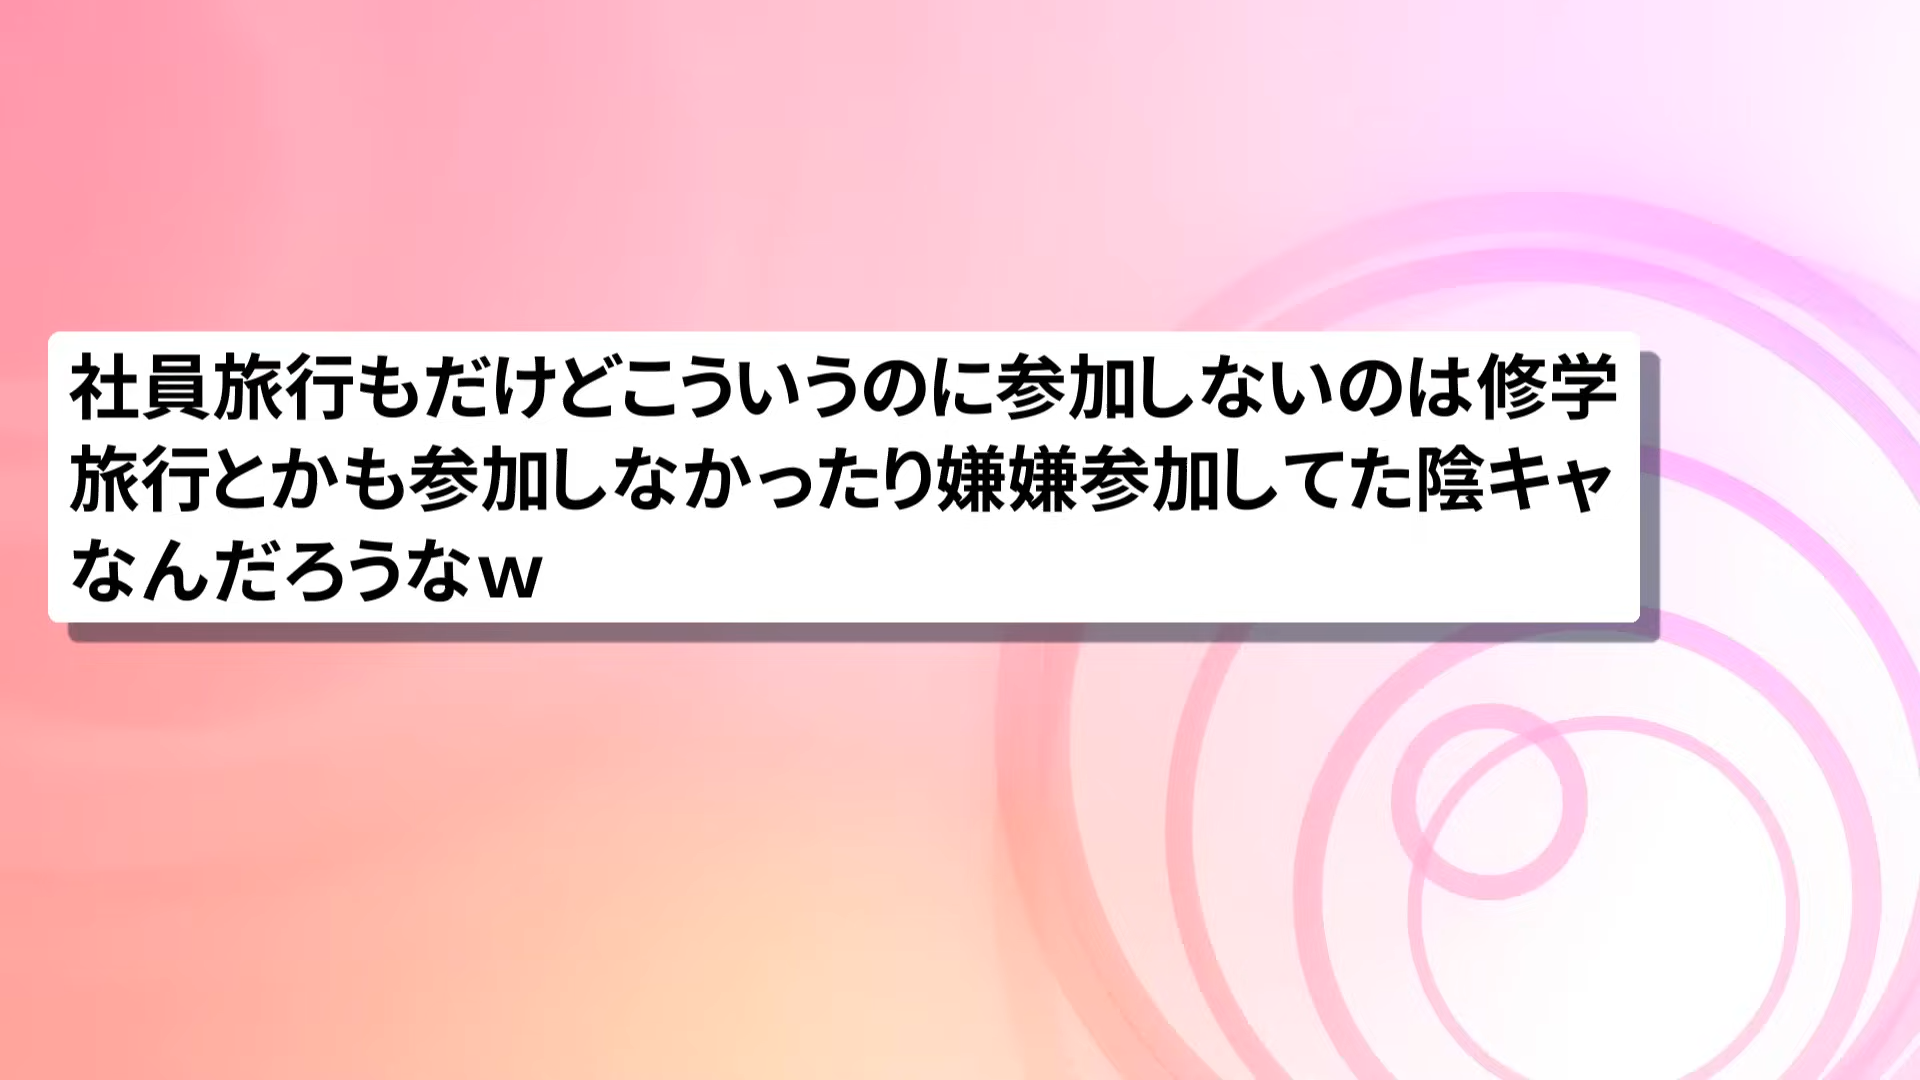 社員旅行もだけどこういうのに参加しないのは修学
旅行とかも参加しなかったり嫌嫌参加してた陰キャ
なんだろうなｗ